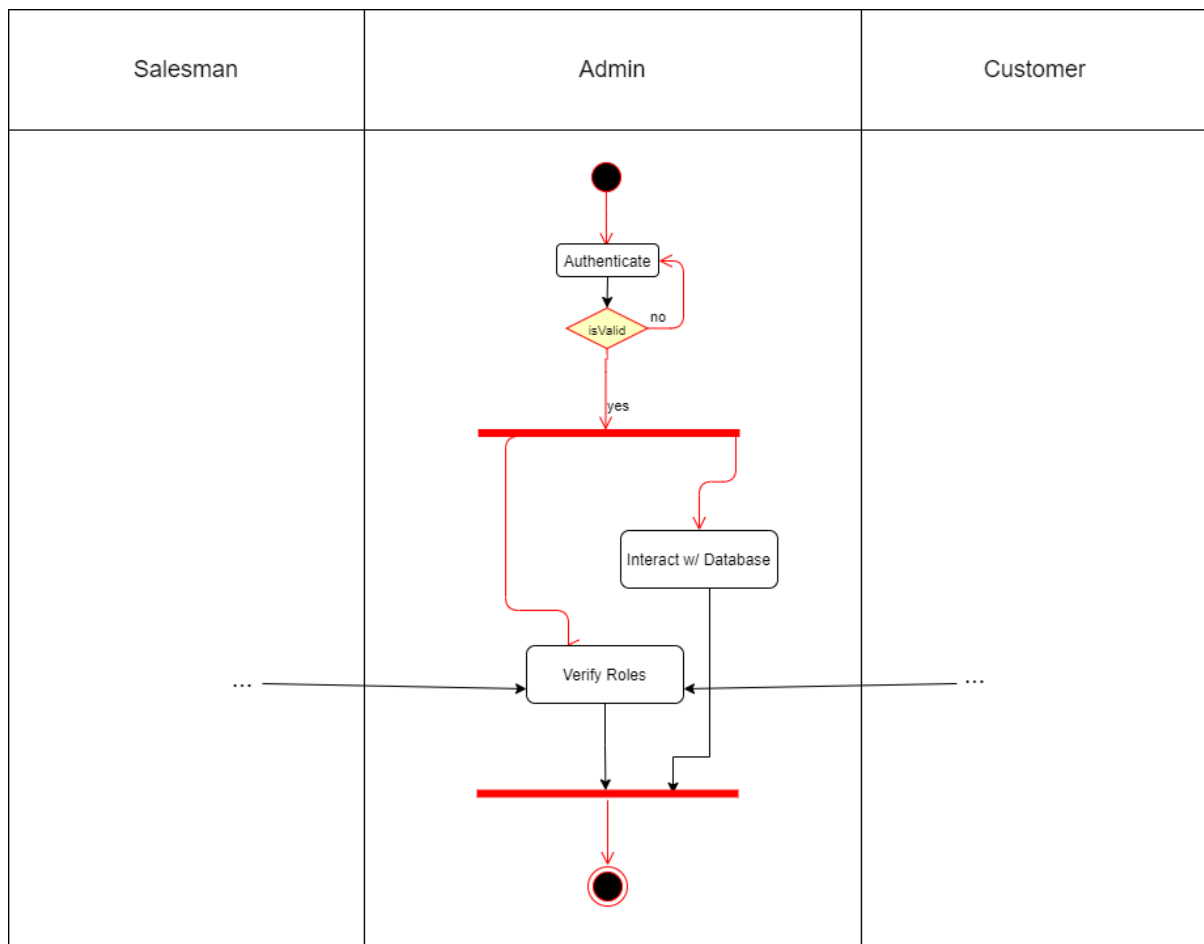 Salesman
Admin
Customer
Authenticate
no
isValid
yes
Interact w/ Database
Verify Roles
...
...